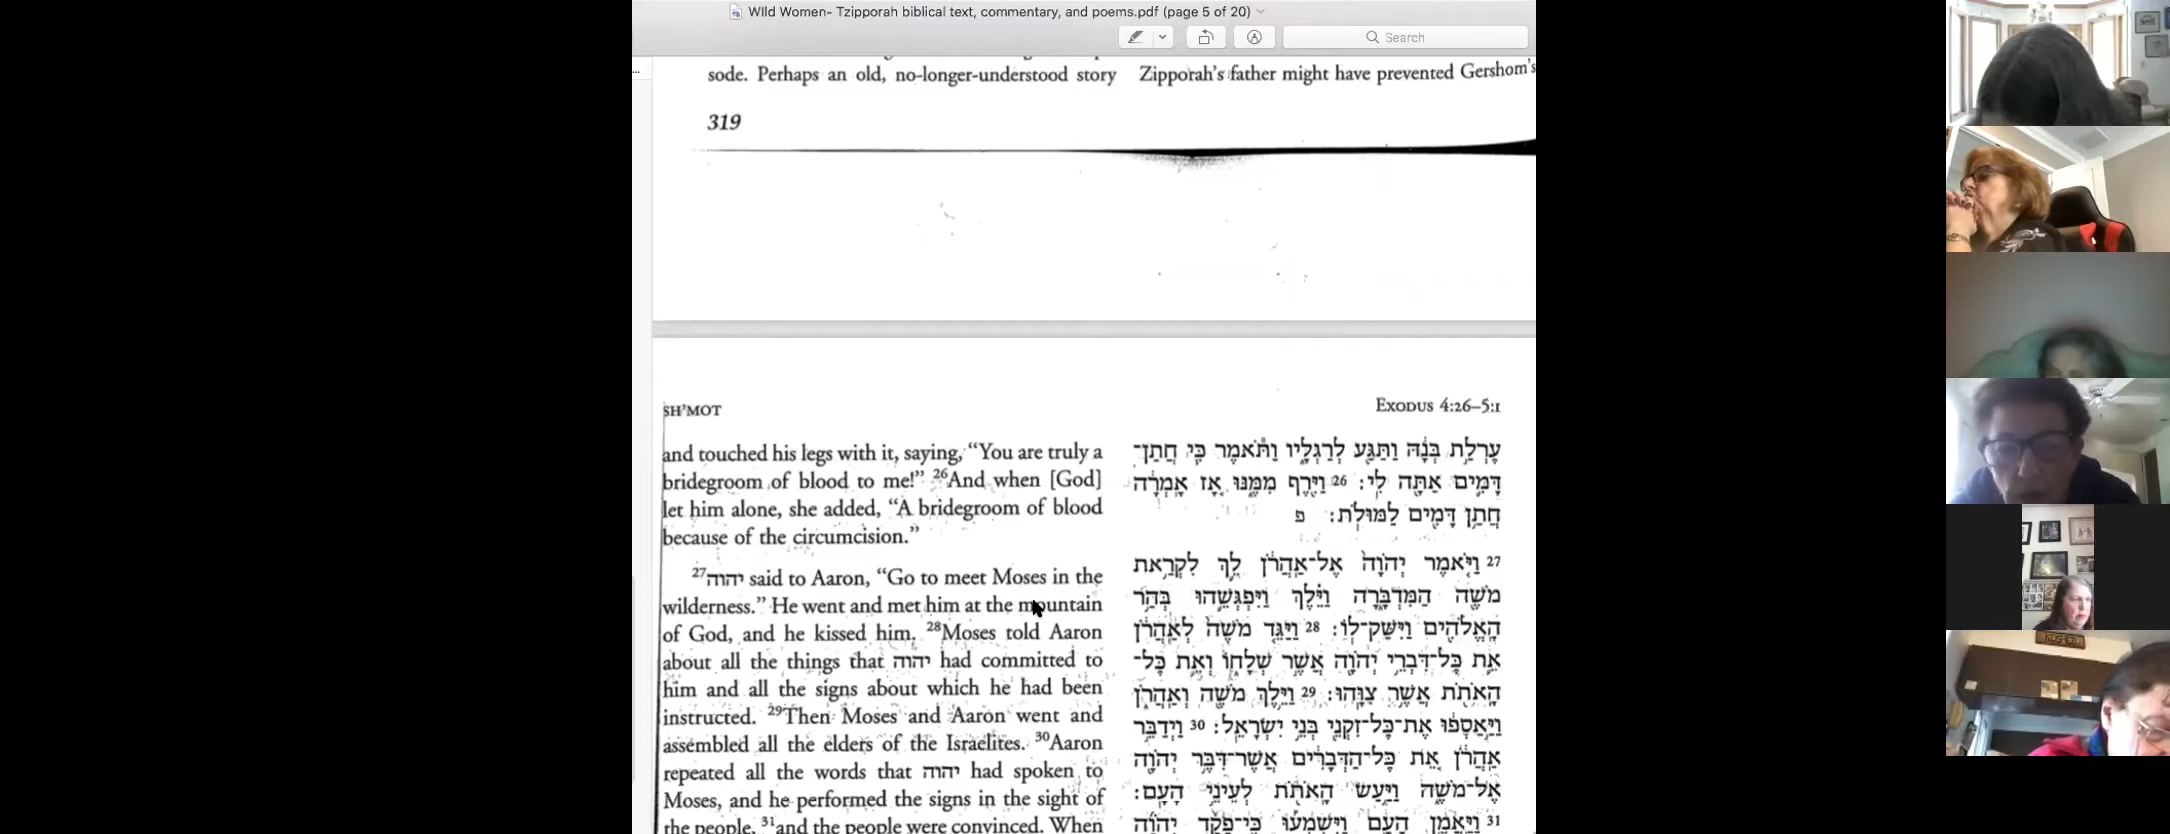 WIld Women- Tzipporah biblical text, commentary, and poems.pdf (page 5 of 20)
Search
sode. Perhaps an old, no-longer-understood story
Zipporah's father might have prevented Gershom's
319
SH'MOT
EXODUS 4:26–5:1
and touched his legs with it, saying, “You are truly a
bridegroom of blood to me!” 26And when [God]
let him alone, she added, “A bridegroom of blood
because of the circumcision.”
27יהוה said to Aaron, “Go to meet Moses in the
wilderness.” He went and met him at the mountain
of God, and he kissed him. 28Moses told Aaron
about all the things that יהוה had committed to
him and all the signs about which he had been
instructed. 29Then Moses and Aaron went and
assembled all the elders of the Israelites. 30Aaron
repeated all the words that יהוה had spoken to
Moses, and he performed the signs in the sight of
the people, 31and the people were convinced. When
עׇרְלַ֣ת בְּנָ֔הּ וַתַּגַּ֖ע לְרַגְלָ֑יו וַתֹּ֕אמֶר כִּ֧י חֲתַן־
דָּמִ֛ים אַתָּ֖ה לִֽי׃ 26 וַיִּ֖רֶף מִמֶּ֑נּוּ אָ֚ז אָֽמְרָ֔ה
חֲתַ֥ן דָּמִ֖ים לַמּוּלֹֽת׃ פ
27 וַיֹּ֤אמֶר יְהֹוָה֙ אֶֽל־אַהֲרֹ֔ן לֵ֛ךְ לִקְרַ֥את
מֹשֶׁ֖ה הַמִּדְבָּ֑רָה וַיֵּ֗לֶךְ וַֽיִּפְגְּשֵׁ֛הוּ בְּהַ֥ר
הָאֱלֹהִ֖ים וַיִּשַּׁק־לֽוֹ׃ 28 וַיַּגֵּ֤ד מֹשֶׁה֙ לְאַֽהֲרֹ֔ן
אֵ֛ת כׇּל־דִּבְרֵ֥י יְהֹוָ֖ה אֲשֶׁ֣ר שְׁלָח֑וֹ וְאֵ֥ת כׇּל־
הָאֹתֹ֖ת אֲשֶׁ֥ר צִוָּֽהוּ׃ 29 וַיֵּ֥לֶךְ מֹשֶׁ֖ה וְאַהֲרֹ֑ן
וַיַּ֣אַסְפ֔וּ אֶת־כׇּל־זִקְנֵ֖י בְּנֵ֥י יִשְׂרָאֵֽל׃ 30 וַיְדַבֵּ֣ר
אַהֲרֹ֔ן אֵ֚ת כׇּל־הַדְּבָרִ֔ים אֲשֶׁר־דִּבֶּ֥ר יְהֹוָ֖ה
אֶל־מֹשֶׁ֑ה וַיַּ֥עַשׂ הָאֹתֹ֖ת לְעֵינֵ֥י הָעָֽם׃
31 וַֽיַּאֲמֵ֖ן הָעָ֑ם וַֽיִּשְׁמְע֡וּ כִּֽי־פָקַ֨ד יְהֹוָ֜ה